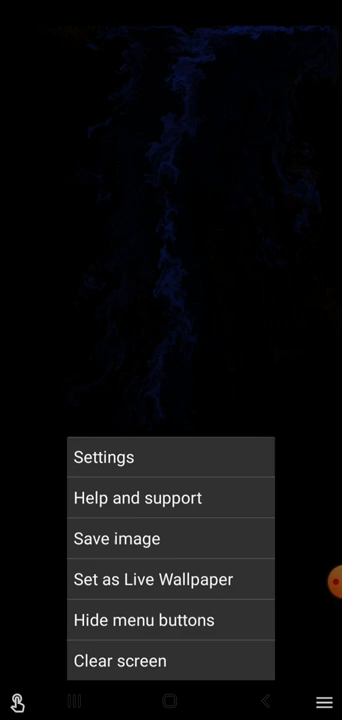 Settings
Help and support
Save image
Set as Live Wallpaper
Hide menu buttons
Clear screen